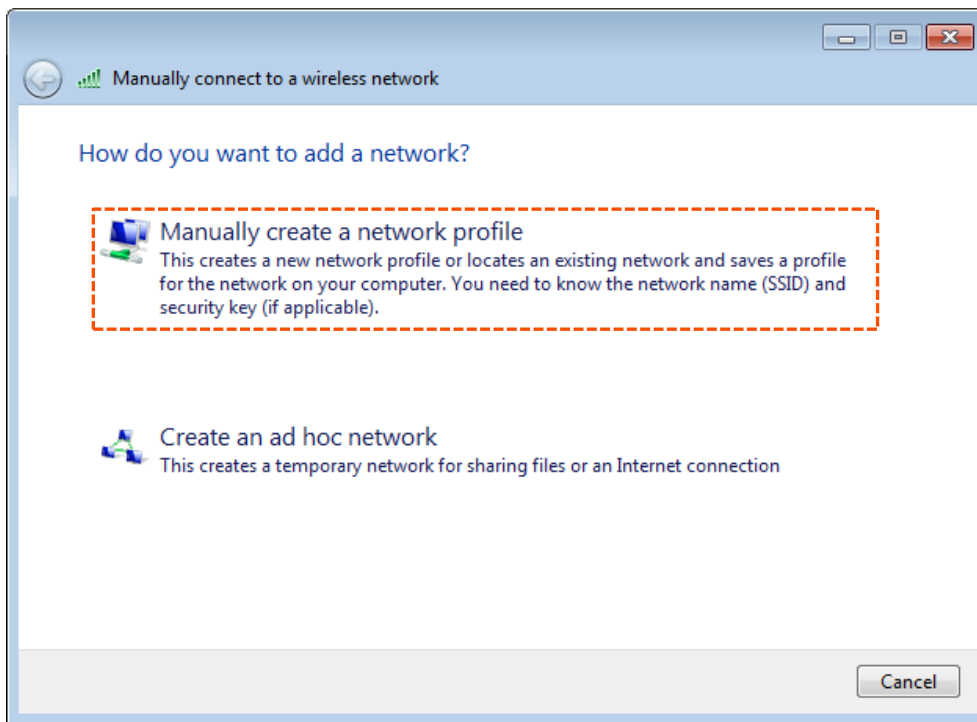 Manually connect to a wireless network
How do you want to add a network?
Manually create a network profile
This creates a new network profile or locates an existing network and saves a profile
for the network on your computer. You need to know the network name (SSID) and
security key (if applicable).
Create an ad hoc network
This creates a temporary network for sharing files or an Internet connection
Cancel